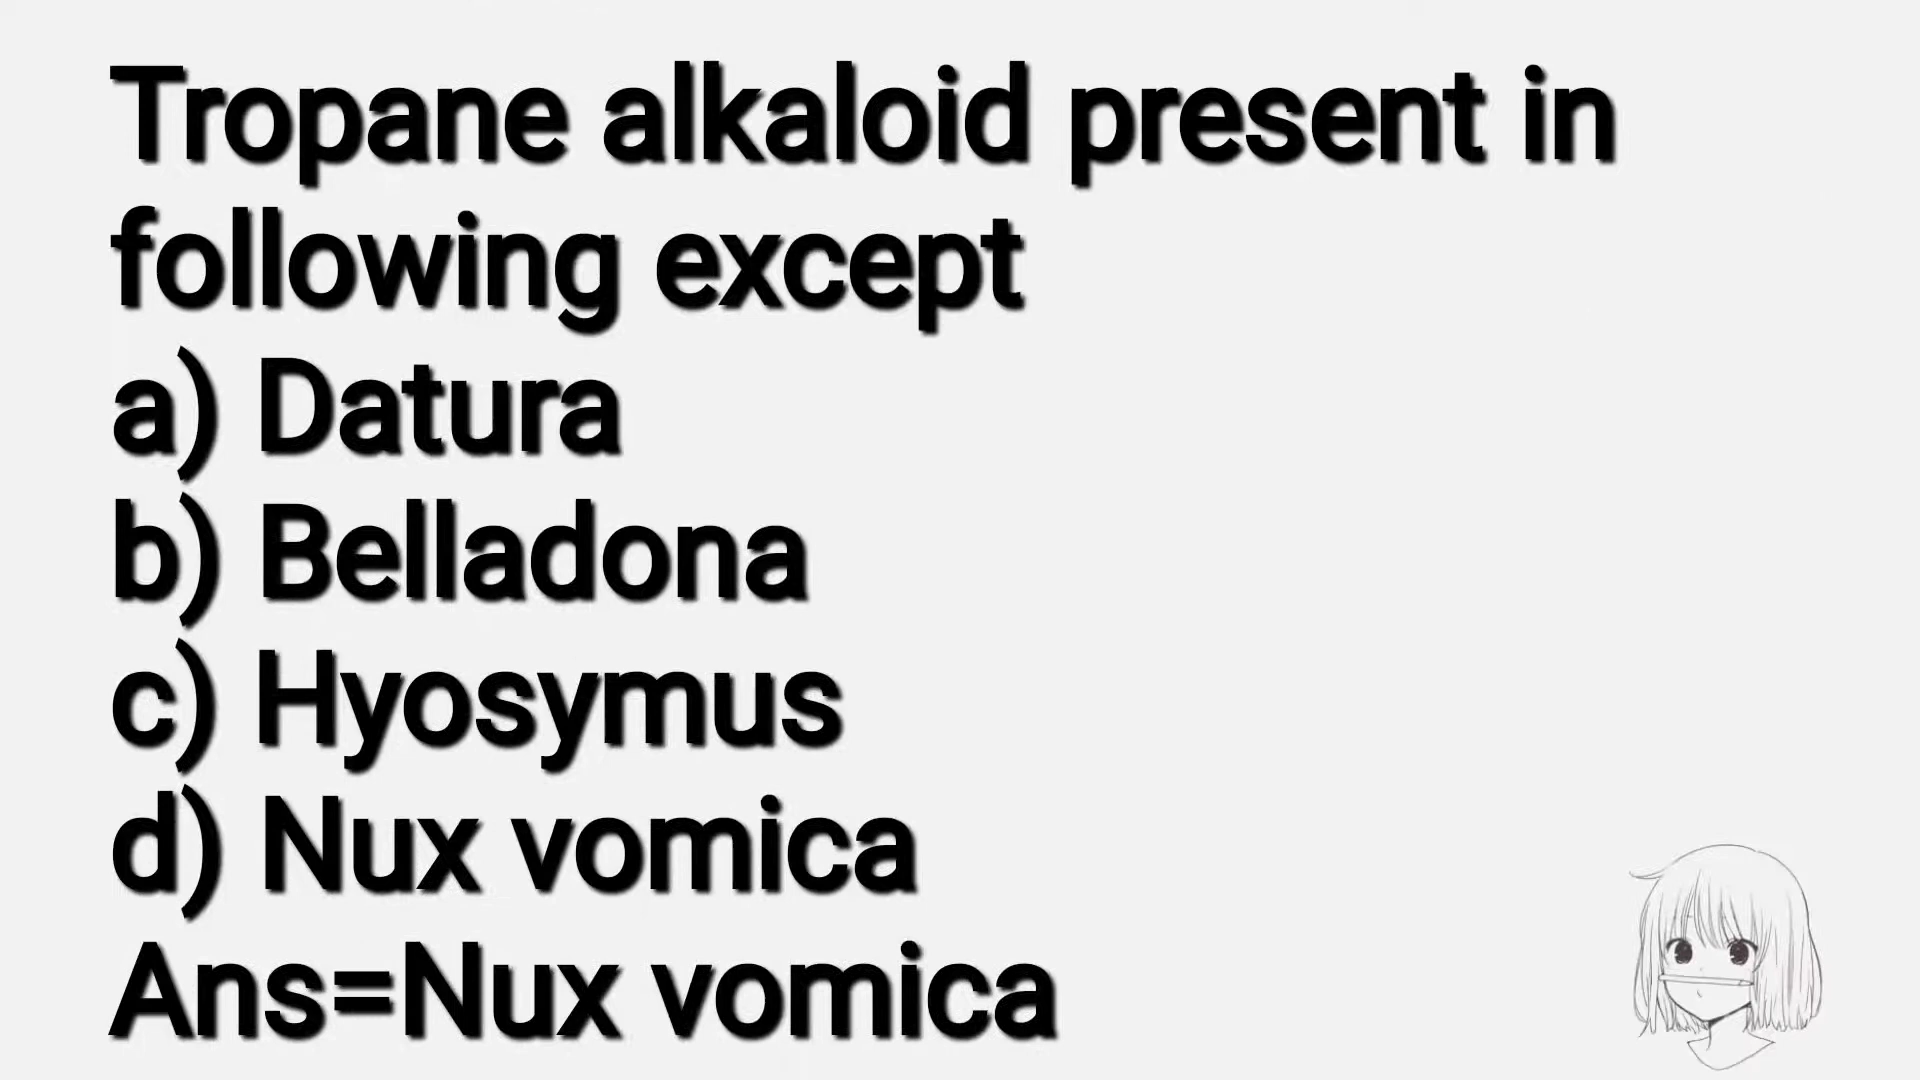 Tropane alkaloid present in
following except
a) Datura
b) Belladona
c) Hyosymus
d) Nux vomica
Ans=Nux vomica